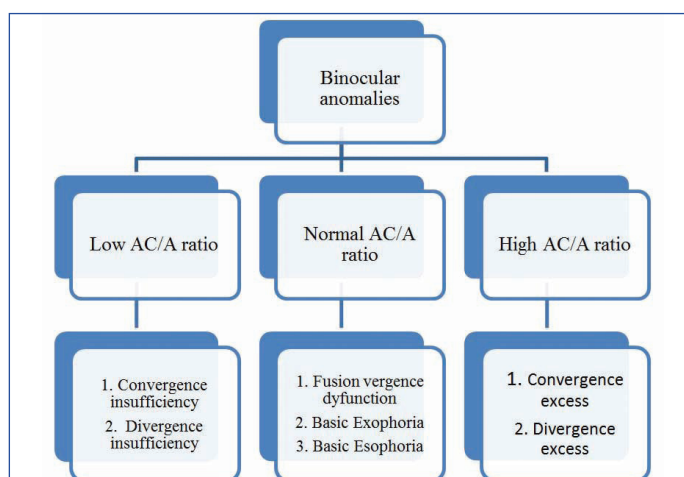 Binocular
anomalies
Low AC/A ratio
Normal AC/A
ratio
High AC/A ratio
1. Convergence
insufficiency
2. Divergence
insufficiency
1. Fusion vergence
dyfunction
2. Basic Exophoria
3. Basic Esophoria
1. Convergence
excess
2. Divergence
excess